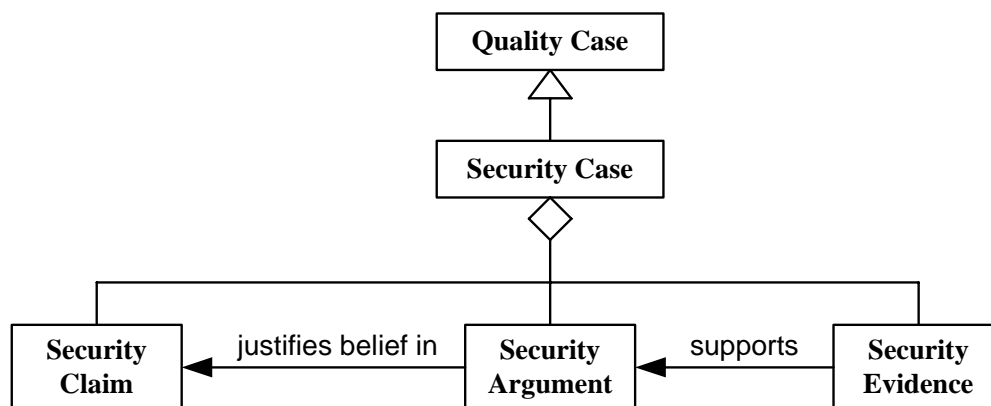 Quality Case
Security Case
Security
Claim
justifies belief in
Security
Argument
supports
Security
Evidence